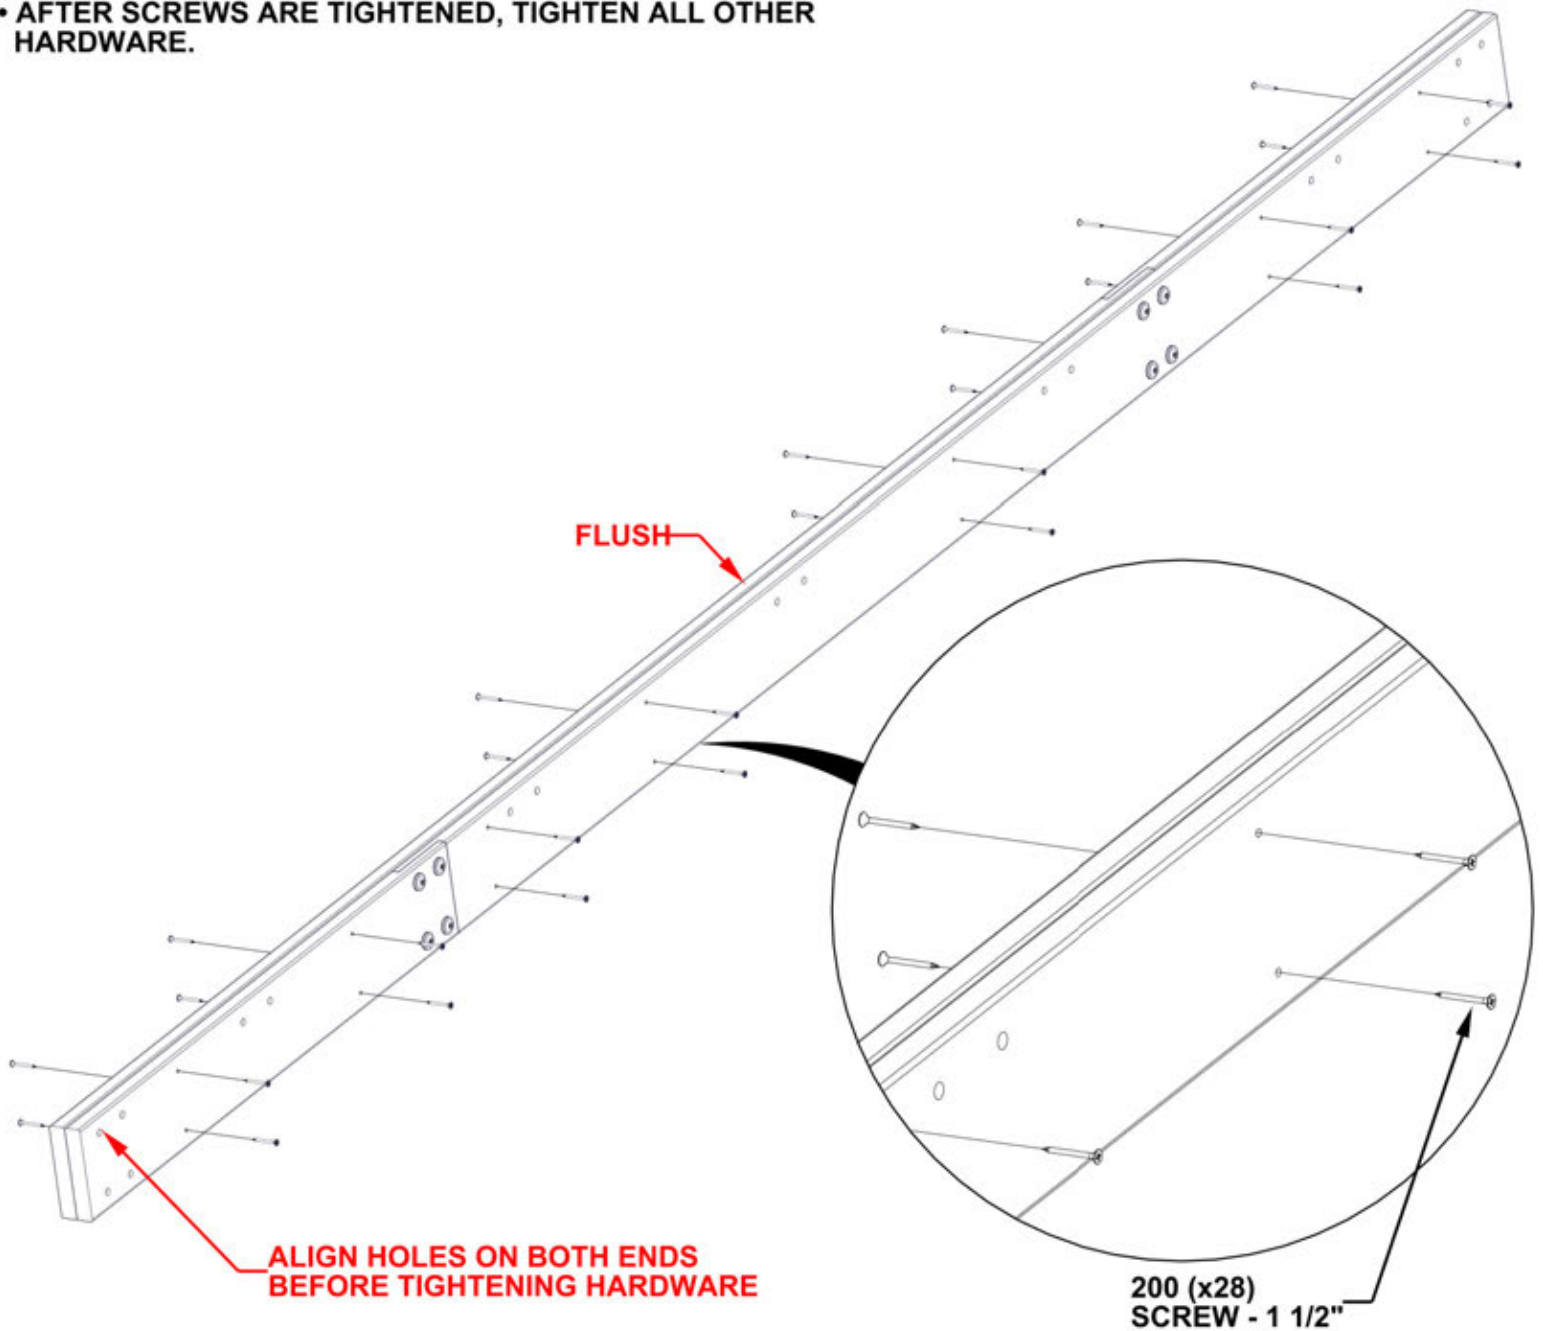 • AFTER SCREWS ARE TIGHTENED, TIGHTEN ALL OTHER
HARDWARE.
FLUSH
ALIGN HOLES ON BOTH ENDS
BEFORE TIGHTENING HARDWARE
200 (x28)
SCREW - 1 1/2"